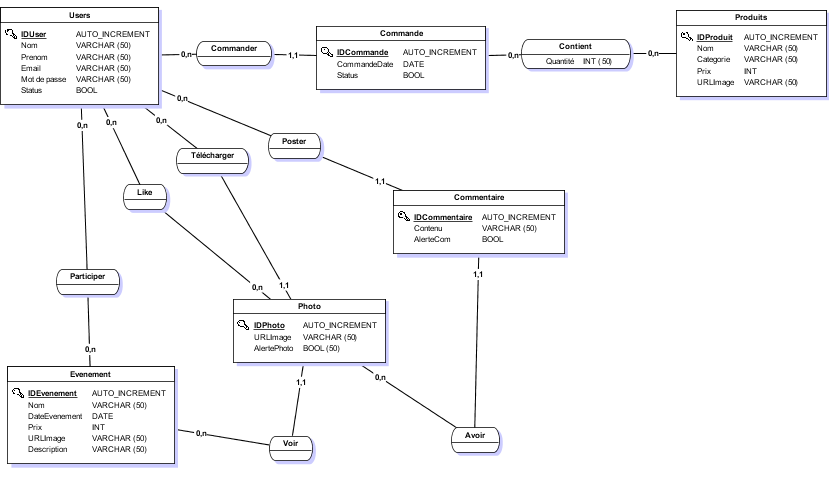 Users
IDUser AUTO_INCREMENT
Nom VARCHAR (50)
Prenom VARCHAR (50)
Email VARCHAR (50)
Mot de passe VARCHAR (50)
Status BOOL
0,n
Commander
1,1
Commande
IDCommande AUTO_INCREMENT
CommandeDate DATE
Status BOOL
0,n
Contient
Quantité INT ( 50)
0,n
Produits
IDProduit AUTO_INCREMENT
Nom VARCHAR (50)
Categorie VARCHAR (50)
Prix INT
URLImage VARCHAR (50)
0,n
0,n
0,n
0,n
Poster
Télécharger
Like
1,1
Commentaire
IDCommentaire AUTO_INCREMENT
Contenu VARCHAR (50)
AlerteCom BOOL
Participer
0,n
1,1
1,1
Photo
IDPhoto AUTO_INCREMENT
URLImage VARCHAR (50)
AlertePhoto BOOL (50)
0,n
Evenement
IDEvenement AUTO_INCREMENT
Nom VARCHAR (50)
DateEvenement DATE
Prix INT
URLImage VARCHAR (50)
Description VARCHAR (50)
1,1
0,n
0,n
Voir
Avoir